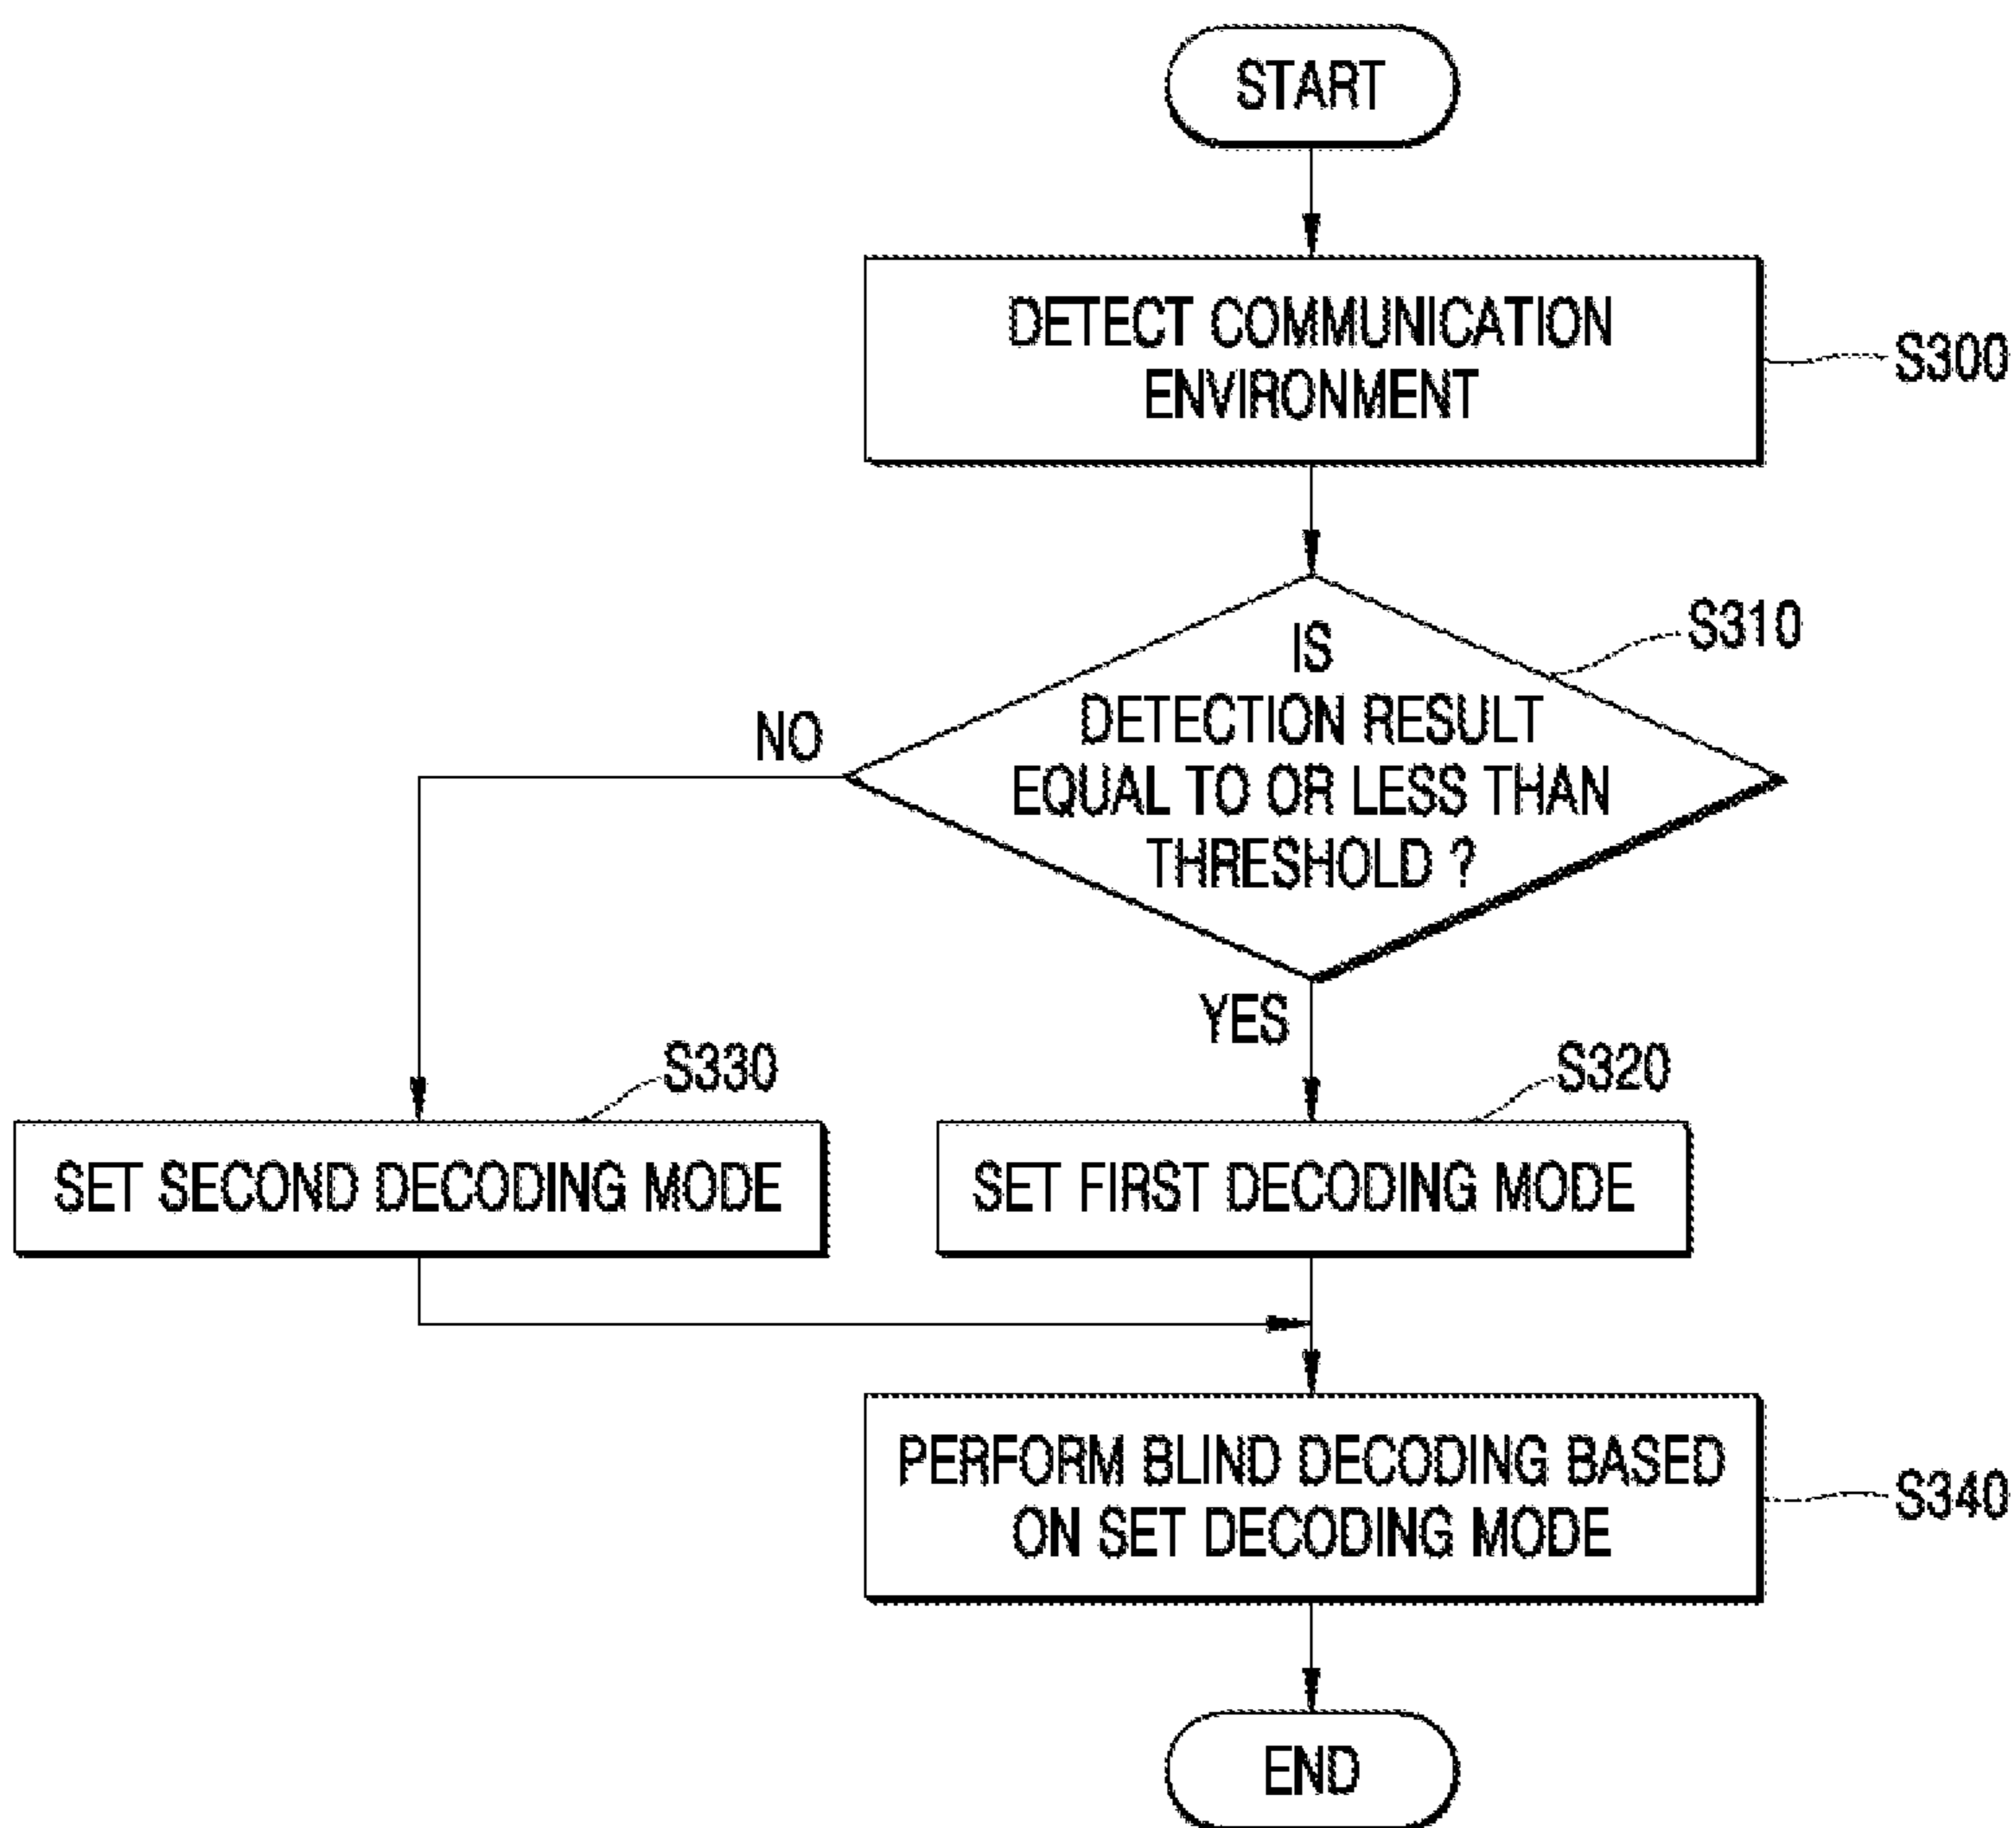 START
DETECT COMMUNICATION
ENVIRONMENT
S300
IS
DETECTION RESULT
EQUAL TO OR LESS THAN
THRESHOLD ?
S310
NO
YES
S330
SET SECOND DECODING MODE
S320
SET FIRST DECODING MODE
PERFORM BLIND DECODING BASED
ON SET DECODING MODE
S340
END